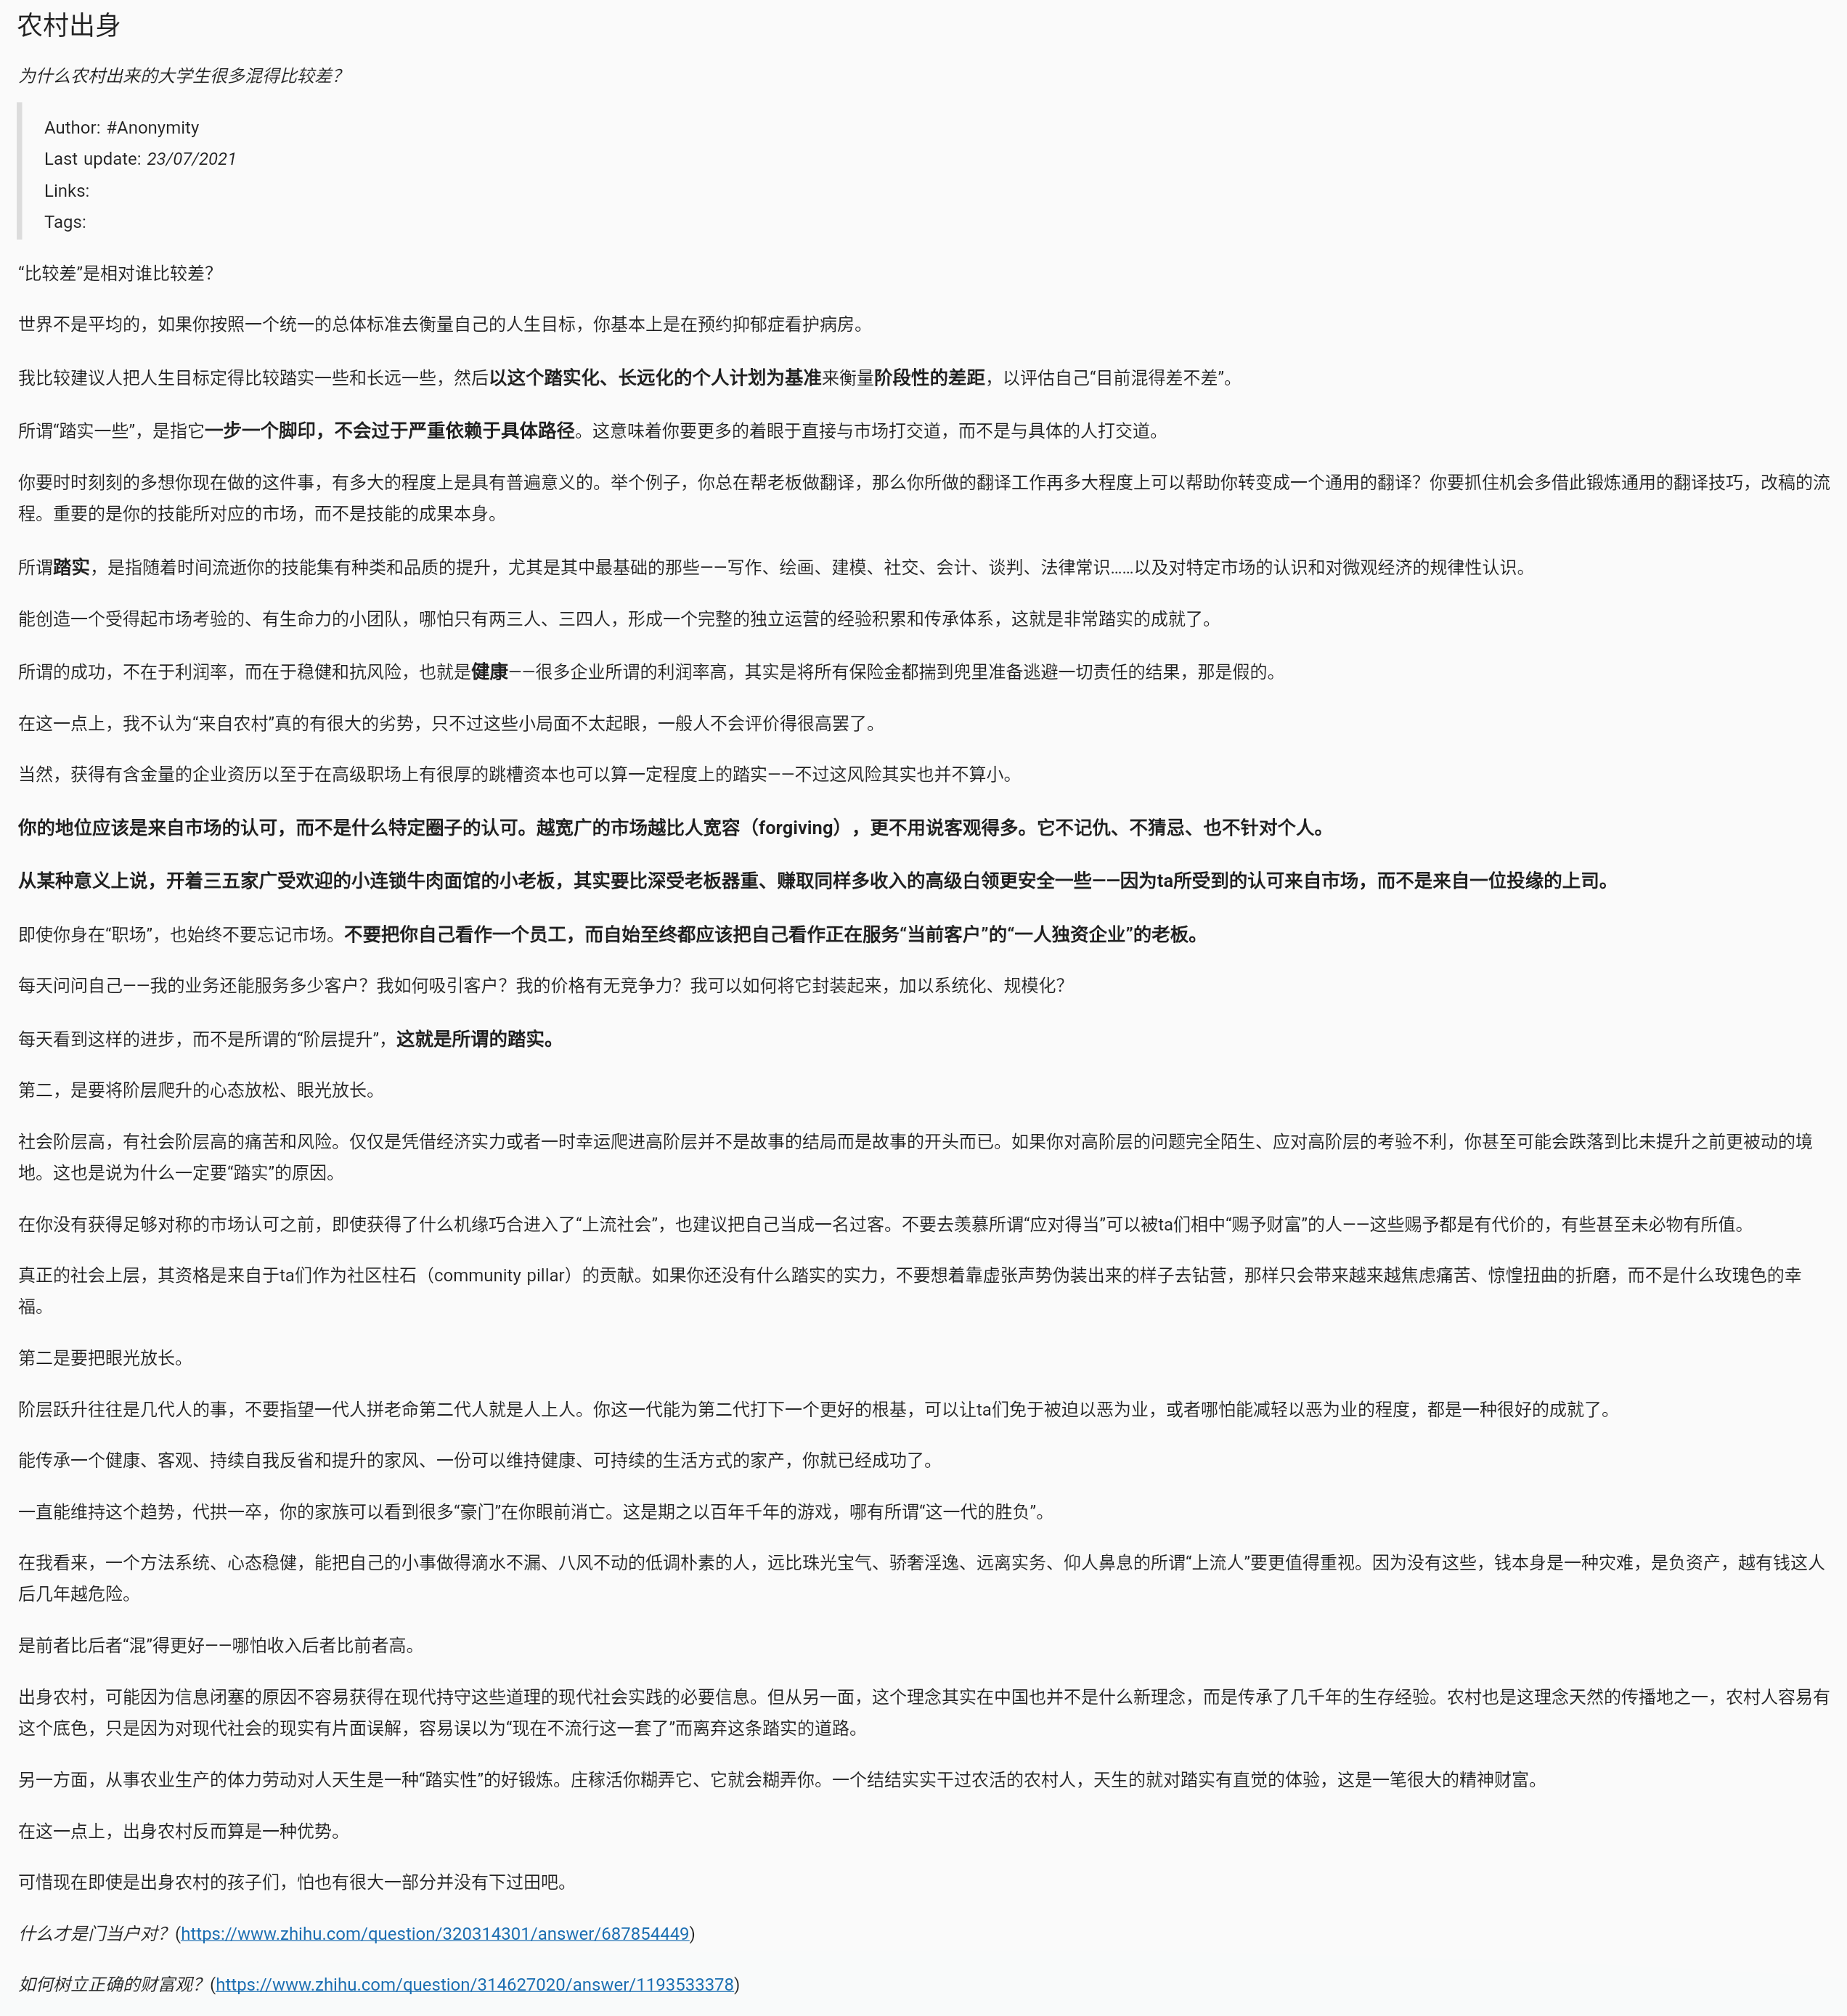 农村出身
为什么农村出来的大学生很多混得比较差？
Author: #Anonymity
Last update: 23/07/2021
Links:
Tags:
“比较差”是相对谁比较差？
世界不是平均的，如果你按照一个统一的总体标准去衡量自己的人生目标，你基本上是在预约抑郁症看护病房。
我比较建议人把人生目标定得比较踏实一些和长远一些，然后以这个踏实化、长远化的个人计划为基准来衡量阶段性的差距，以评估自己“目前混得差不差”。
所谓“踏实一些”，是指它一步一个脚印，不会过于严重依赖于具体路径。这意味着你要更多的着眼于直接与市场打交道，而不是与具体的人打交道。
你要时时刻刻的多想你现在做的这件事，有多大的程度上是具有普遍意义的。举个例子，你总在帮老板做翻译，那么你所做的翻译工作再多大程度上可以帮助你转变成一个通用的翻译？你要抓住机会多借此锻炼通用的翻译技巧，改稿的流
程。重要的是你的技能所对应的市场，而不是技能的成果本身。
所谓踏实，是指随着时间流逝你的技能集有种类和品质的提升，尤其是其中最基础的那些——写作、绘画、建模、社交、会计、谈判、法律常识……以及对特定市场的认识和对微观经济的规律性认识。
能创造一个受得起市场考验的、有生命力的小团队，哪怕只有两三人、三四人，形成一个完整的独立运营的经验积累和传承体系，这就是非常踏实的成就了。
所谓的成功，不在于利润率，而在于稳健和抗风险，也就是健康——很多企业所谓的利润率高，其实是将所有保险金都揣到兜里准备逃避一切责任的结果，那是假的。
在这一点上，我不认为“来自农村”真的有很大的劣势，只不过这些小局面不太起眼，一般人不会评价得很高罢了。
当然，获得有含金量的企业资历以至于在高级职场上有很厚的跳槽资本也可以算一定程度上的踏实——不过这风险其实也并不算小。
你的地位应该是来自市场的认可，而不是什么特定圈子的认可。越宽广的市场越比人宽容（forgiving），更不用说客观得多。它不记仇、不猜忌、也不针对个人。
从某种意义上说，开着三五家广受欢迎的小连锁牛肉面馆的小老板，其实要比深受老板器重、赚取同样多收入的高级白领更安全一些——因为ta所受到的认可来自市场，而不是来自一位投缘的上司。
即使你身在“职场”，也始终不要忘记市场。不要把你自己看作一个员工，而自始至终都应该把自己看作正在服务“当前客户”的“一人独资企业”的老板。
每天问问自己——我的业务还能服务多少客户？我如何吸引客户？我的价格有无竞争力？我可以如何将它封装起来，加以系统化、规模化？
每天看到这样的进步，而不是所谓的“阶层提升”，这就是所谓的踏实。
第二，是要将阶层爬升的心态放松、眼光放长。
社会阶层高，有社会阶层高的痛苦和风险。仅仅是凭借经济实力或者一时幸运爬进高阶层并不是故事的结局而是故事的开头而已。如果你对高阶层的问题完全陌生、应对高阶层的考验不利，你甚至可能会跌落到比未提升之前更被动的境
地。这也是说为什么一定要“踏实”的原因。
在你没有获得足够对称的市场认可之前，即使获得了什么机缘巧合进入了“上流社会”，也建议把自己当成一名过客。不要去羡慕所谓“应对得当”可以被ta们相中“赐予财富”的人——这些赐予都是有代价的，有些甚至未必物有所值。
真正的社会上层，其资格是来自于ta们作为社区柱石（community pillar）的贡献。如果你还没有什么踏实的实力，不要想着靠虚张声势伪装出来的样子去钻营，那样只会带来越来越焦虑痛苦、惊惶扭曲的折磨，而不是什么玫瑰色的幸
福。
第二是要把眼光放长。
阶层跃升往往是几代人的事，不要指望一代人拼老命第二代人就是人上人。你这一代能为第二代打下一个更好的根基，可以让ta们免于被迫以恶为业，或者哪怕能减轻以恶为业的程度，都是一种很好的成就了。
能传承一个健康、客观、持续自我反省和提升的家风、一份可以维持健康、可持续的生活方式的家产，你就已经成功了。
一直能维持这个趋势，代拱一卒，你的家族可以看到很多“豪门”在你眼前消亡。这是期之以百年千年的游戏，哪有所谓“这一代的胜负”。
在我看来，一个方法系统、心态稳健，能把自己的小事做得滴水不漏、八风不动的低调朴素的人，远比珠光宝气、骄奢淫逸、远离实务、仰人鼻息的所谓“上流人”要更值得重视。因为没有这些，钱本身是一种灾难，是负资产，越有钱这人
后几年越危险。
是前者比后者“混”得更好——哪怕收入后者比前者高。
出身农村，可能因为信息闭塞的原因不容易获得在现代持守这些道理的现代社会实践的必要信息。但从另一面，这个理念其实在中国也并不是什么新理念，而是传承了几千年的生存经验。农村也是这理念天然的传播地之一，农村人容易有
这个底色，只是因为对现代社会的现实有片面误解，容易误以为“现在不流行这一套了”而离弃这条踏实的道路。
另一方面，从事农业生产的体力劳动对人天生是一种“踏实性”的好锻炼。庄稼活你糊弄它、它就会糊弄你。一个结结实实干过农活的农村人，天生的就对踏实有直觉的体验，这是一笔很大的精神财富。
在这一点上，出身农村反而算是一种优势。
可惜现在即使是出身农村的孩子们，怕也有很大一部分并没有下过田吧。
什么才是门当户对？(https://www.zhihu.com/question/320314301/answer/687854449)
如何树立正确的财富观？(https://www.zhihu.com/question/314627020/answer/1193533378)